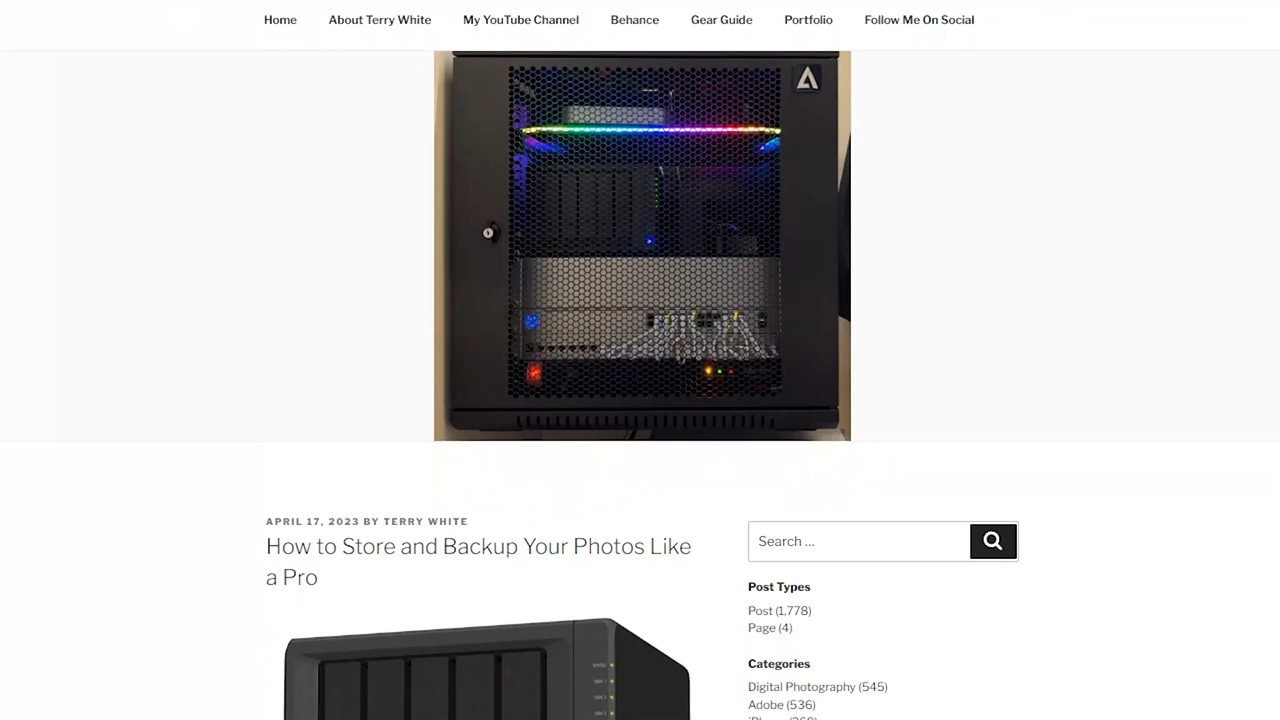 Home About Terry White My YouTube Channel Behance Gear Guide Portfolio Follow Me On Social
APRIL 17, 2023 BY TERRY WHITE
How to Store and Backup Your Photos Like
a Pro
Search ...
Post Types
Post (1,778)
Page (4)
Categories
Digital Photography (545)
Adobe (536)